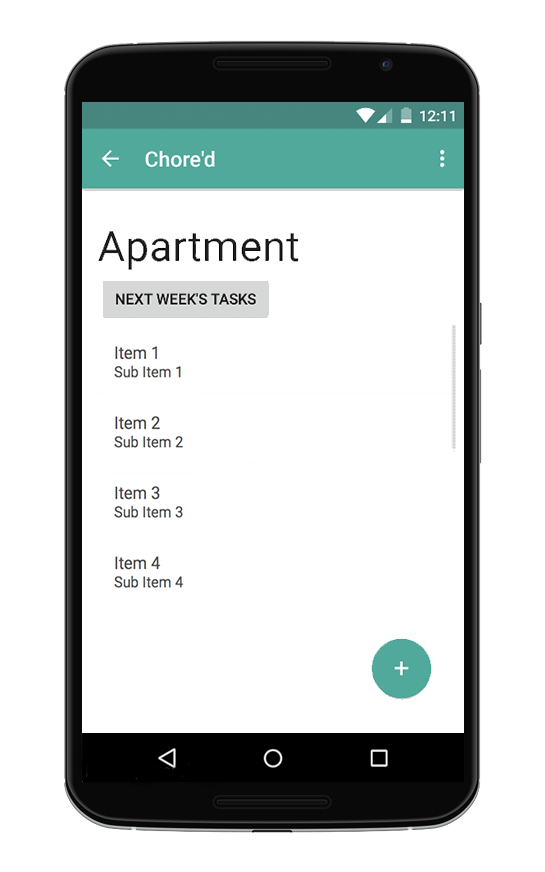 12:11
Chore'd
Apartment
NEXT WEEK'S TASKS
Item 1
Sub Item 1
Item 2
Sub Item 2
Item 3
Sub Item 3
Item 4
Sub Item 4
+